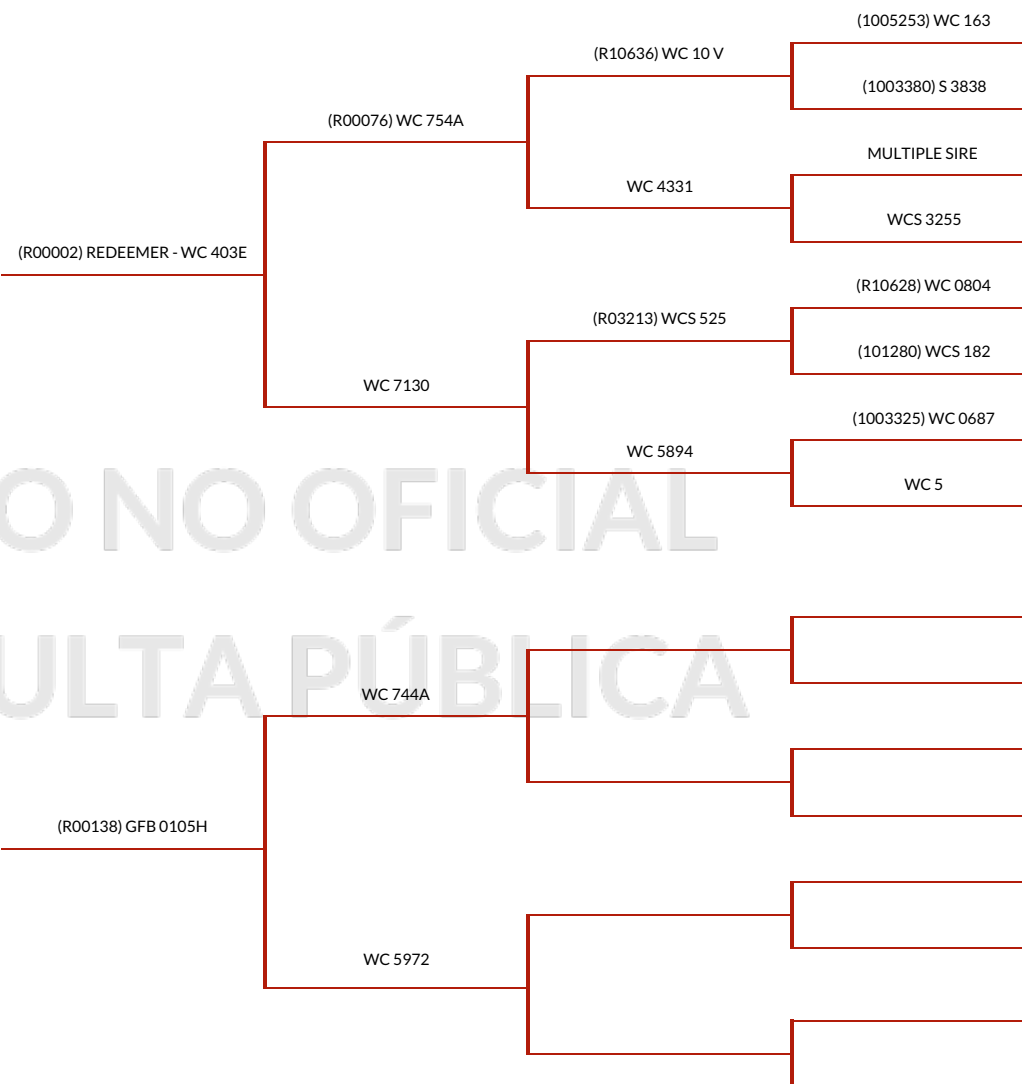 (1005253) WC 163
(R10636) WC 10 V
(1003380) S 3838
(R00076) WC 754A
MULTIPLE SIRE
WC 4331
WCS 3255
(R00002) REDEEMER - WC 403E
(R10628) WC 0804
(R03213) WCS 525
(101280) WCS 182
WC 7130
(1003325) WC 0687
WC 5894
WC 5
O NO OFICIAL
ULTA PÚBLICA
WC 744A
(R00138) GFB 0105H
WC 5972